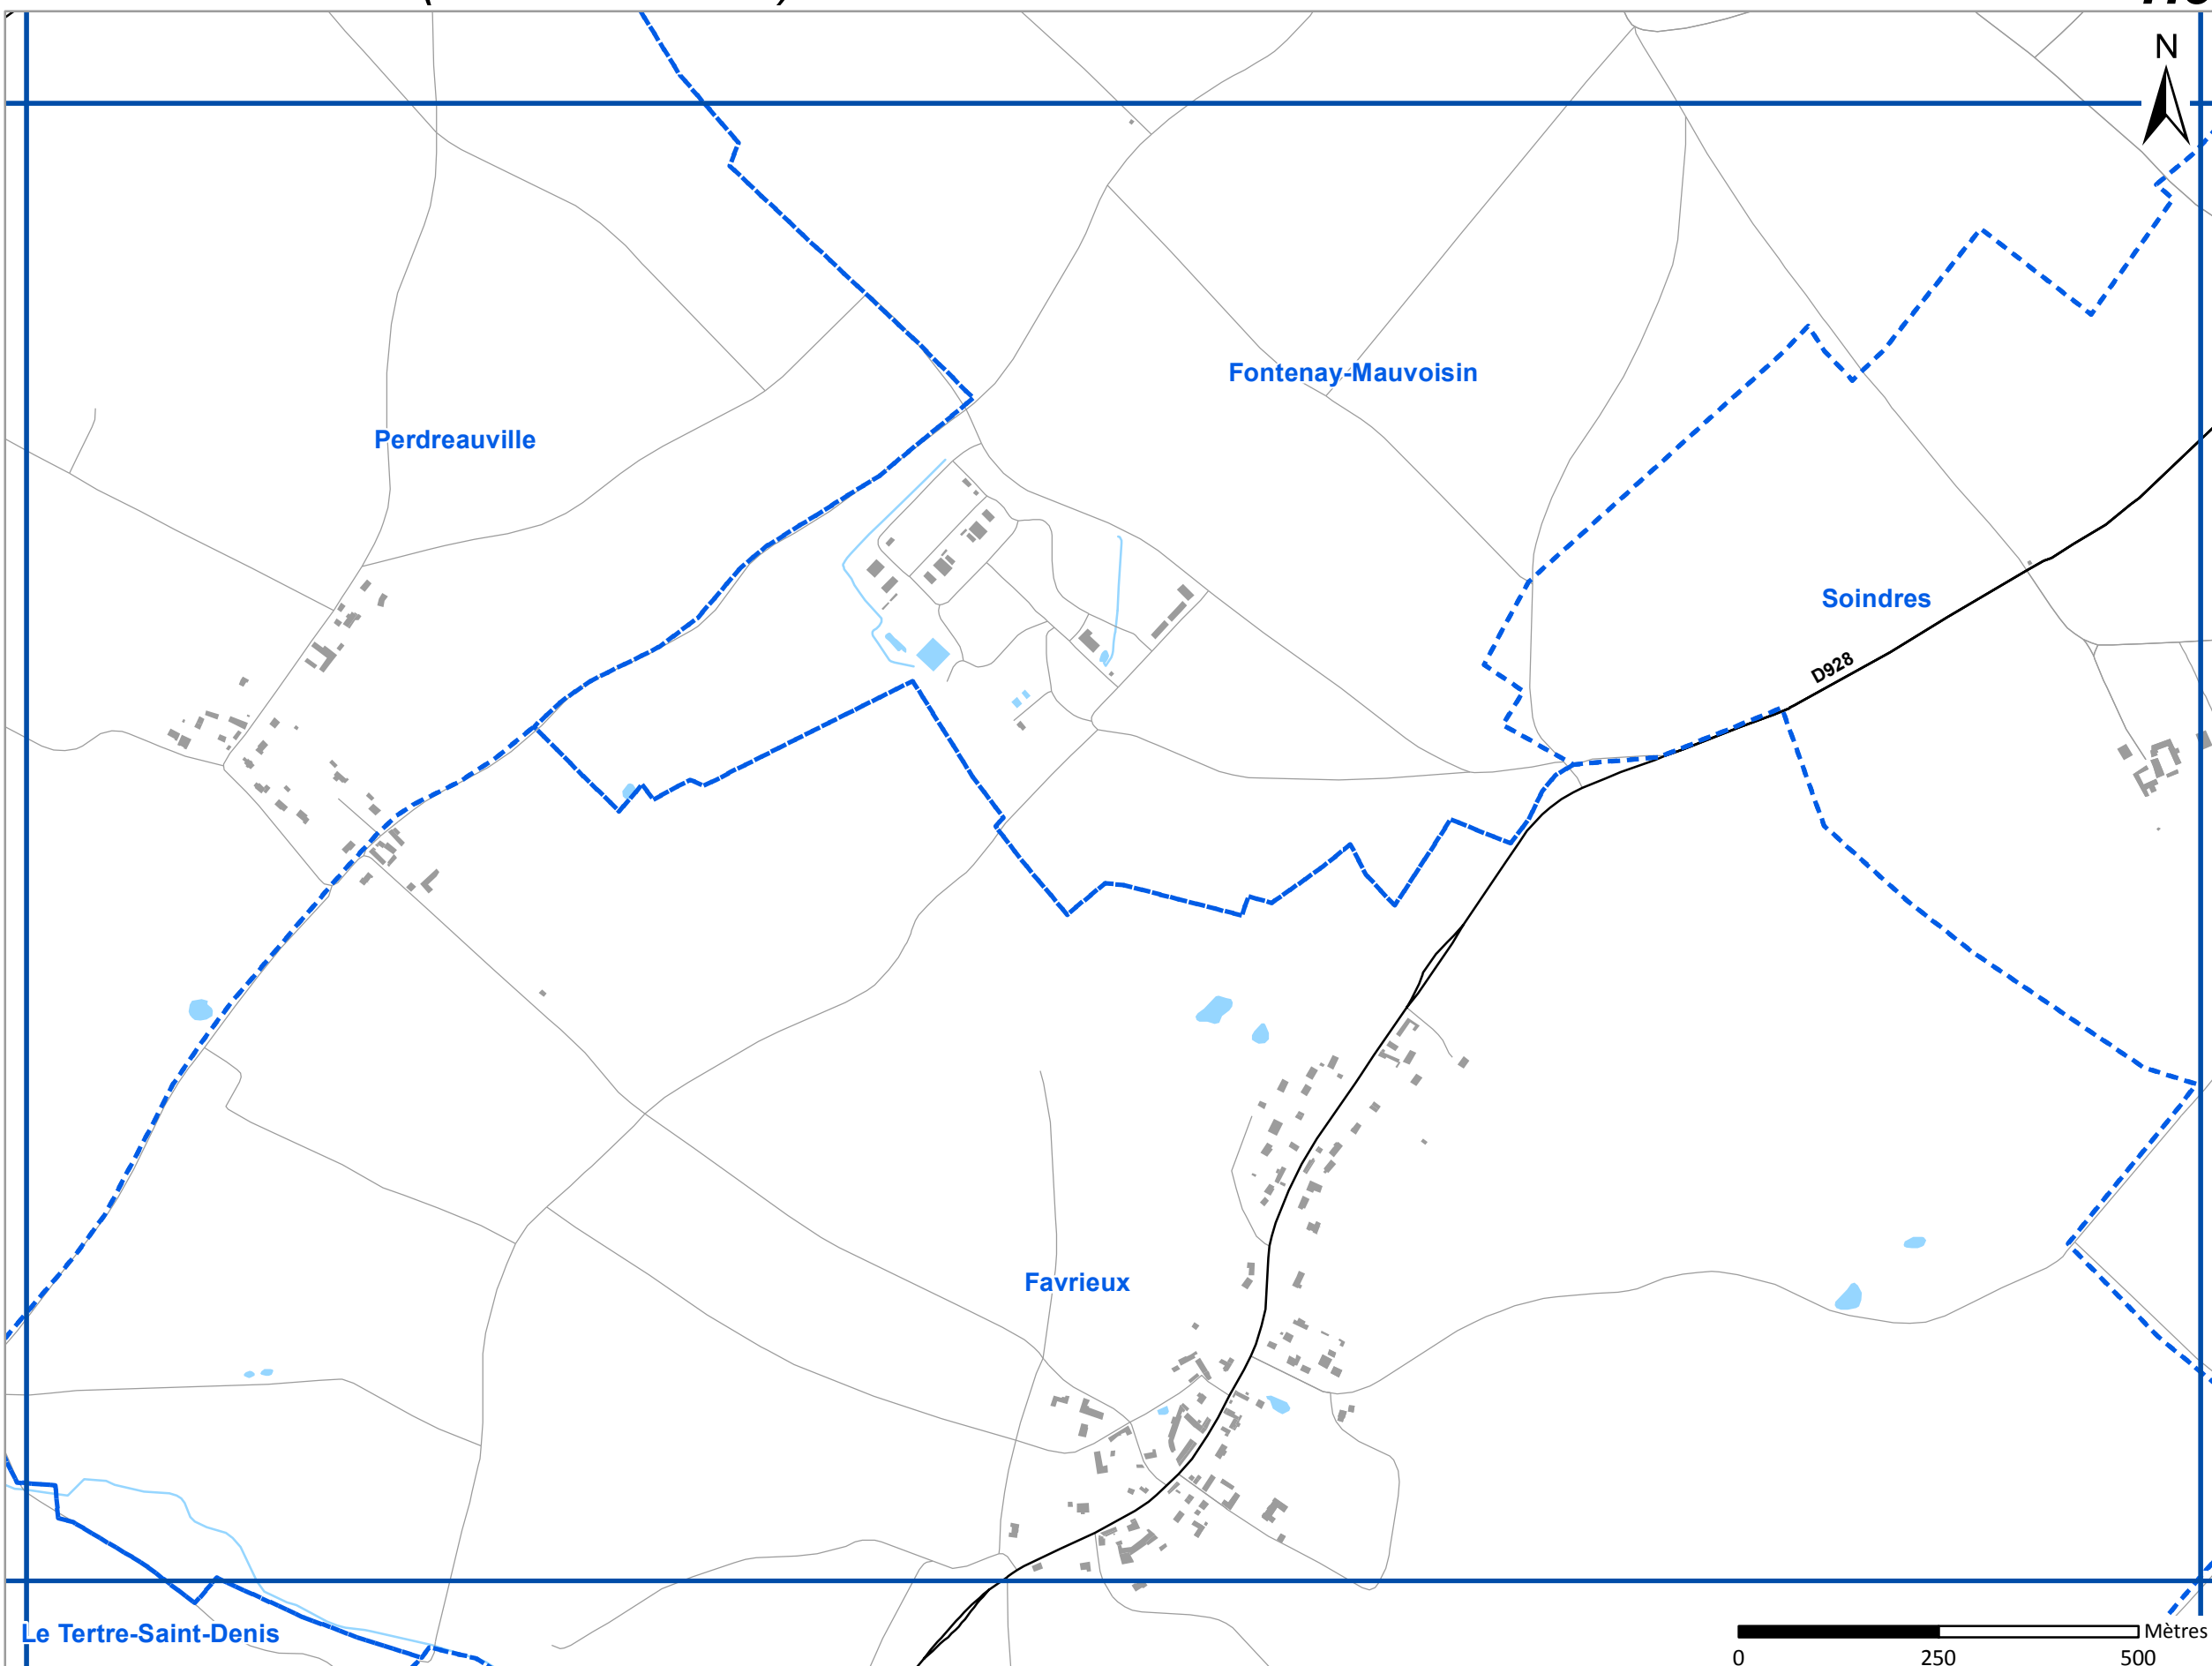 N
Fontenay-Mauvoisin
Perdreauville
Soindres
D928
Favrieux
Le Tertre-Saint-Denis
Mètres
0 250 500